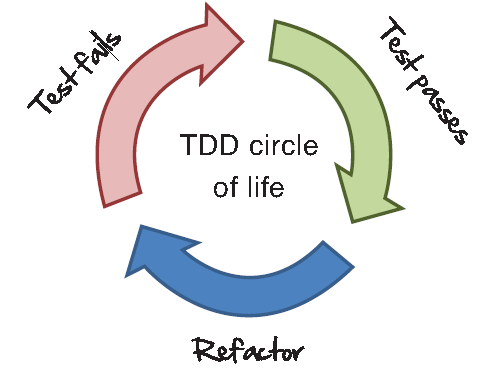 Test fails
Test passes
TDD circle
of life
Refactor